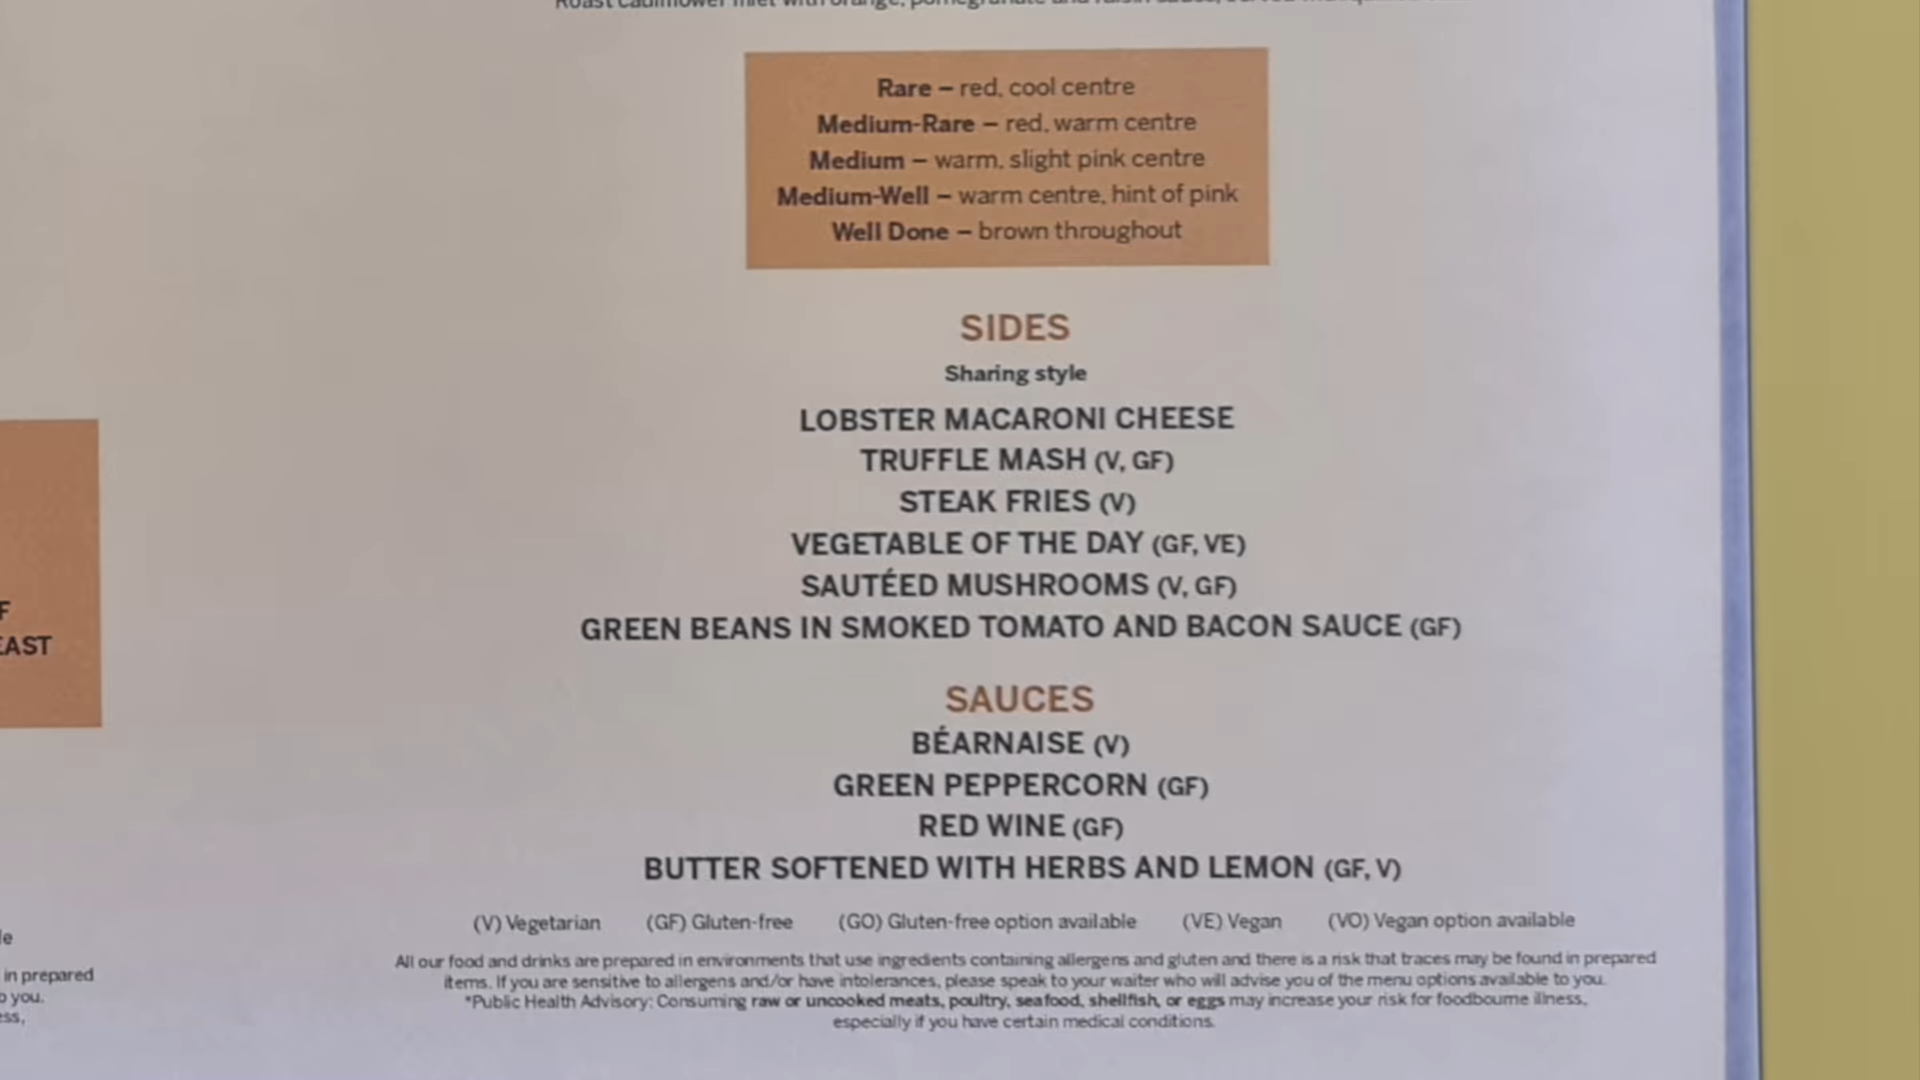 Rare – red, cool centre
Medium-Rare – red, warm centre
Medium – warm, slight pink centre
Medium-Well – warm centre, hint of pink
Well Done – brown throughout
SIDES
Sharing style
LOBSTER MACARONI CHEESE
TRUFFLE MASH (V, GF)
STEAK FRIES (V)
VEGETABLE OF THE DAY (GF, VE)
SAUTÉED MUSHROOMS (V, GF)
GREEN BEANS IN SMOKED TOMATO AND BACON SAUCE (GF)
SAUCES
BÉARNAISE (V)
GREEN PEPPERCORN (GF)
RED WINE (GF)
BUTTER SOFTENED WITH HERBS AND LEMON (GF, V)
(V) Vegetarian (GF) Gluten-free (GO) Gluten-free option available (VE) Vegan (VO) Vegan option available
All our food and drinks are prepared in environments that use ingredients containing allergens and gluten and there is a risk that traces may be found in prepared
items. If you are sensitive to allergens and/or have intolerances, please speak to your waiter who will advise you of the menu options available to you.
*Public Health Advisory: Consuming raw or uncooked meats, poultry, seafood, shellfish, or eggs may increase your risk for foodbourne illness,
especially if you have certain medical conditions.
in prepared
you.